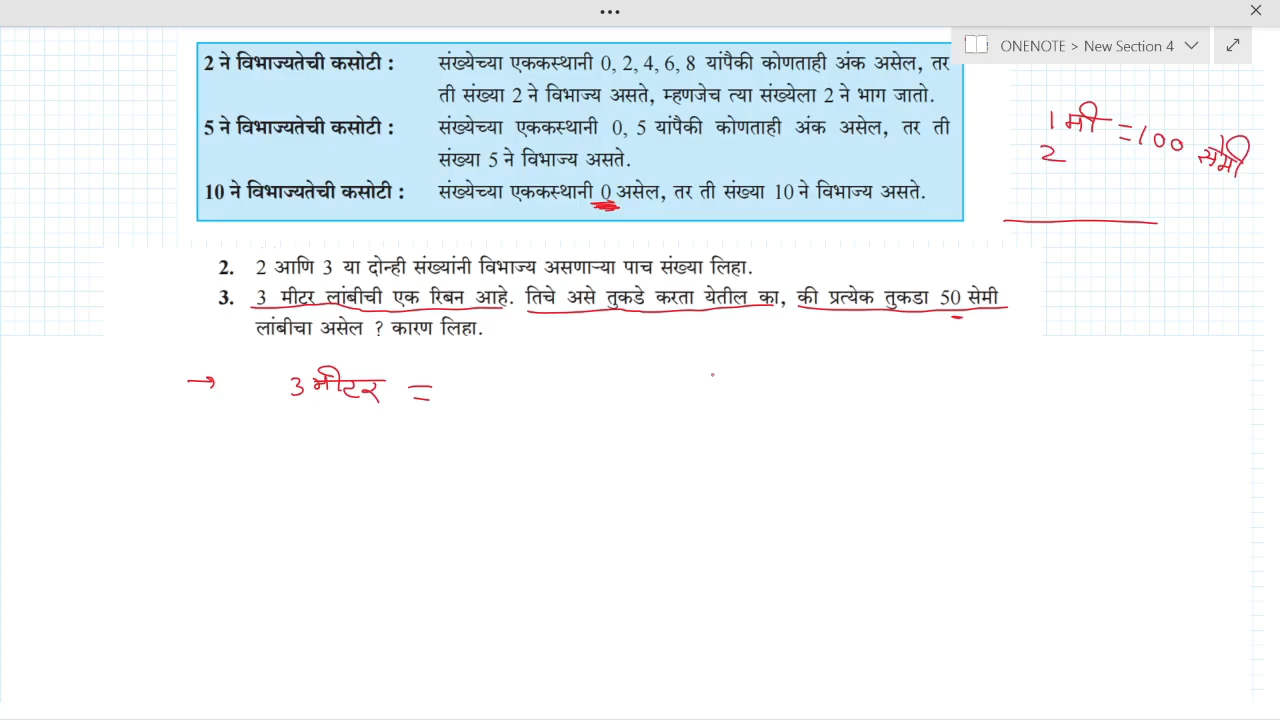 ONENOTE > New Section 4
2 ने विभाज्यतेची कसोटी : संख्येच्या एककस्थानी 0, 2, 4, 6, 8 यांपैकी कोणताही अंक असेल, तर
ती संख्या 2 ने विभाज्य असते, म्हणजेच त्या संख्येला 2 ने भाग जातो.
5 ने विभाज्यतेची कसोटी : संख्येच्या एककस्थानी 0, 5 यांपैकी कोणताही अंक असेल, तर ती
संख्या 5 ने विभाज्य असते.
10 ने विभाज्यतेची कसोटी : संख्येच्या एककस्थानी 0 असेल, तर ती संख्या 10 ने विभाज्य असते.
1 मी = 100 सेमी
2
2. 2 आणि 3 या दोन्ही संख्यांनी विभाज्य असणाऱ्या पाच संख्या लिहा.
3. 3 मीटर लांबीची एक रिबन आहे. तिचे असे तुकडे करता येतील का, की प्रत्येक तुकडा 50 सेमी
लांबीचा असेल ? कारण लिहा.
→ 3 मीटर =